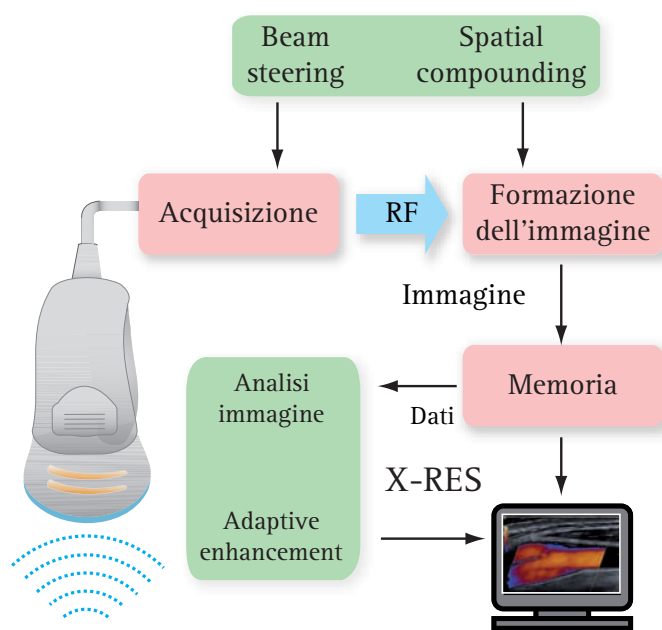 Beam
steering
Spatial
compounding
Acquisizione
RF
Formazione
dell'immagine
Immagine
Memoria
Dati
Analisi
immagine
X-RES
Adaptive
enhancement